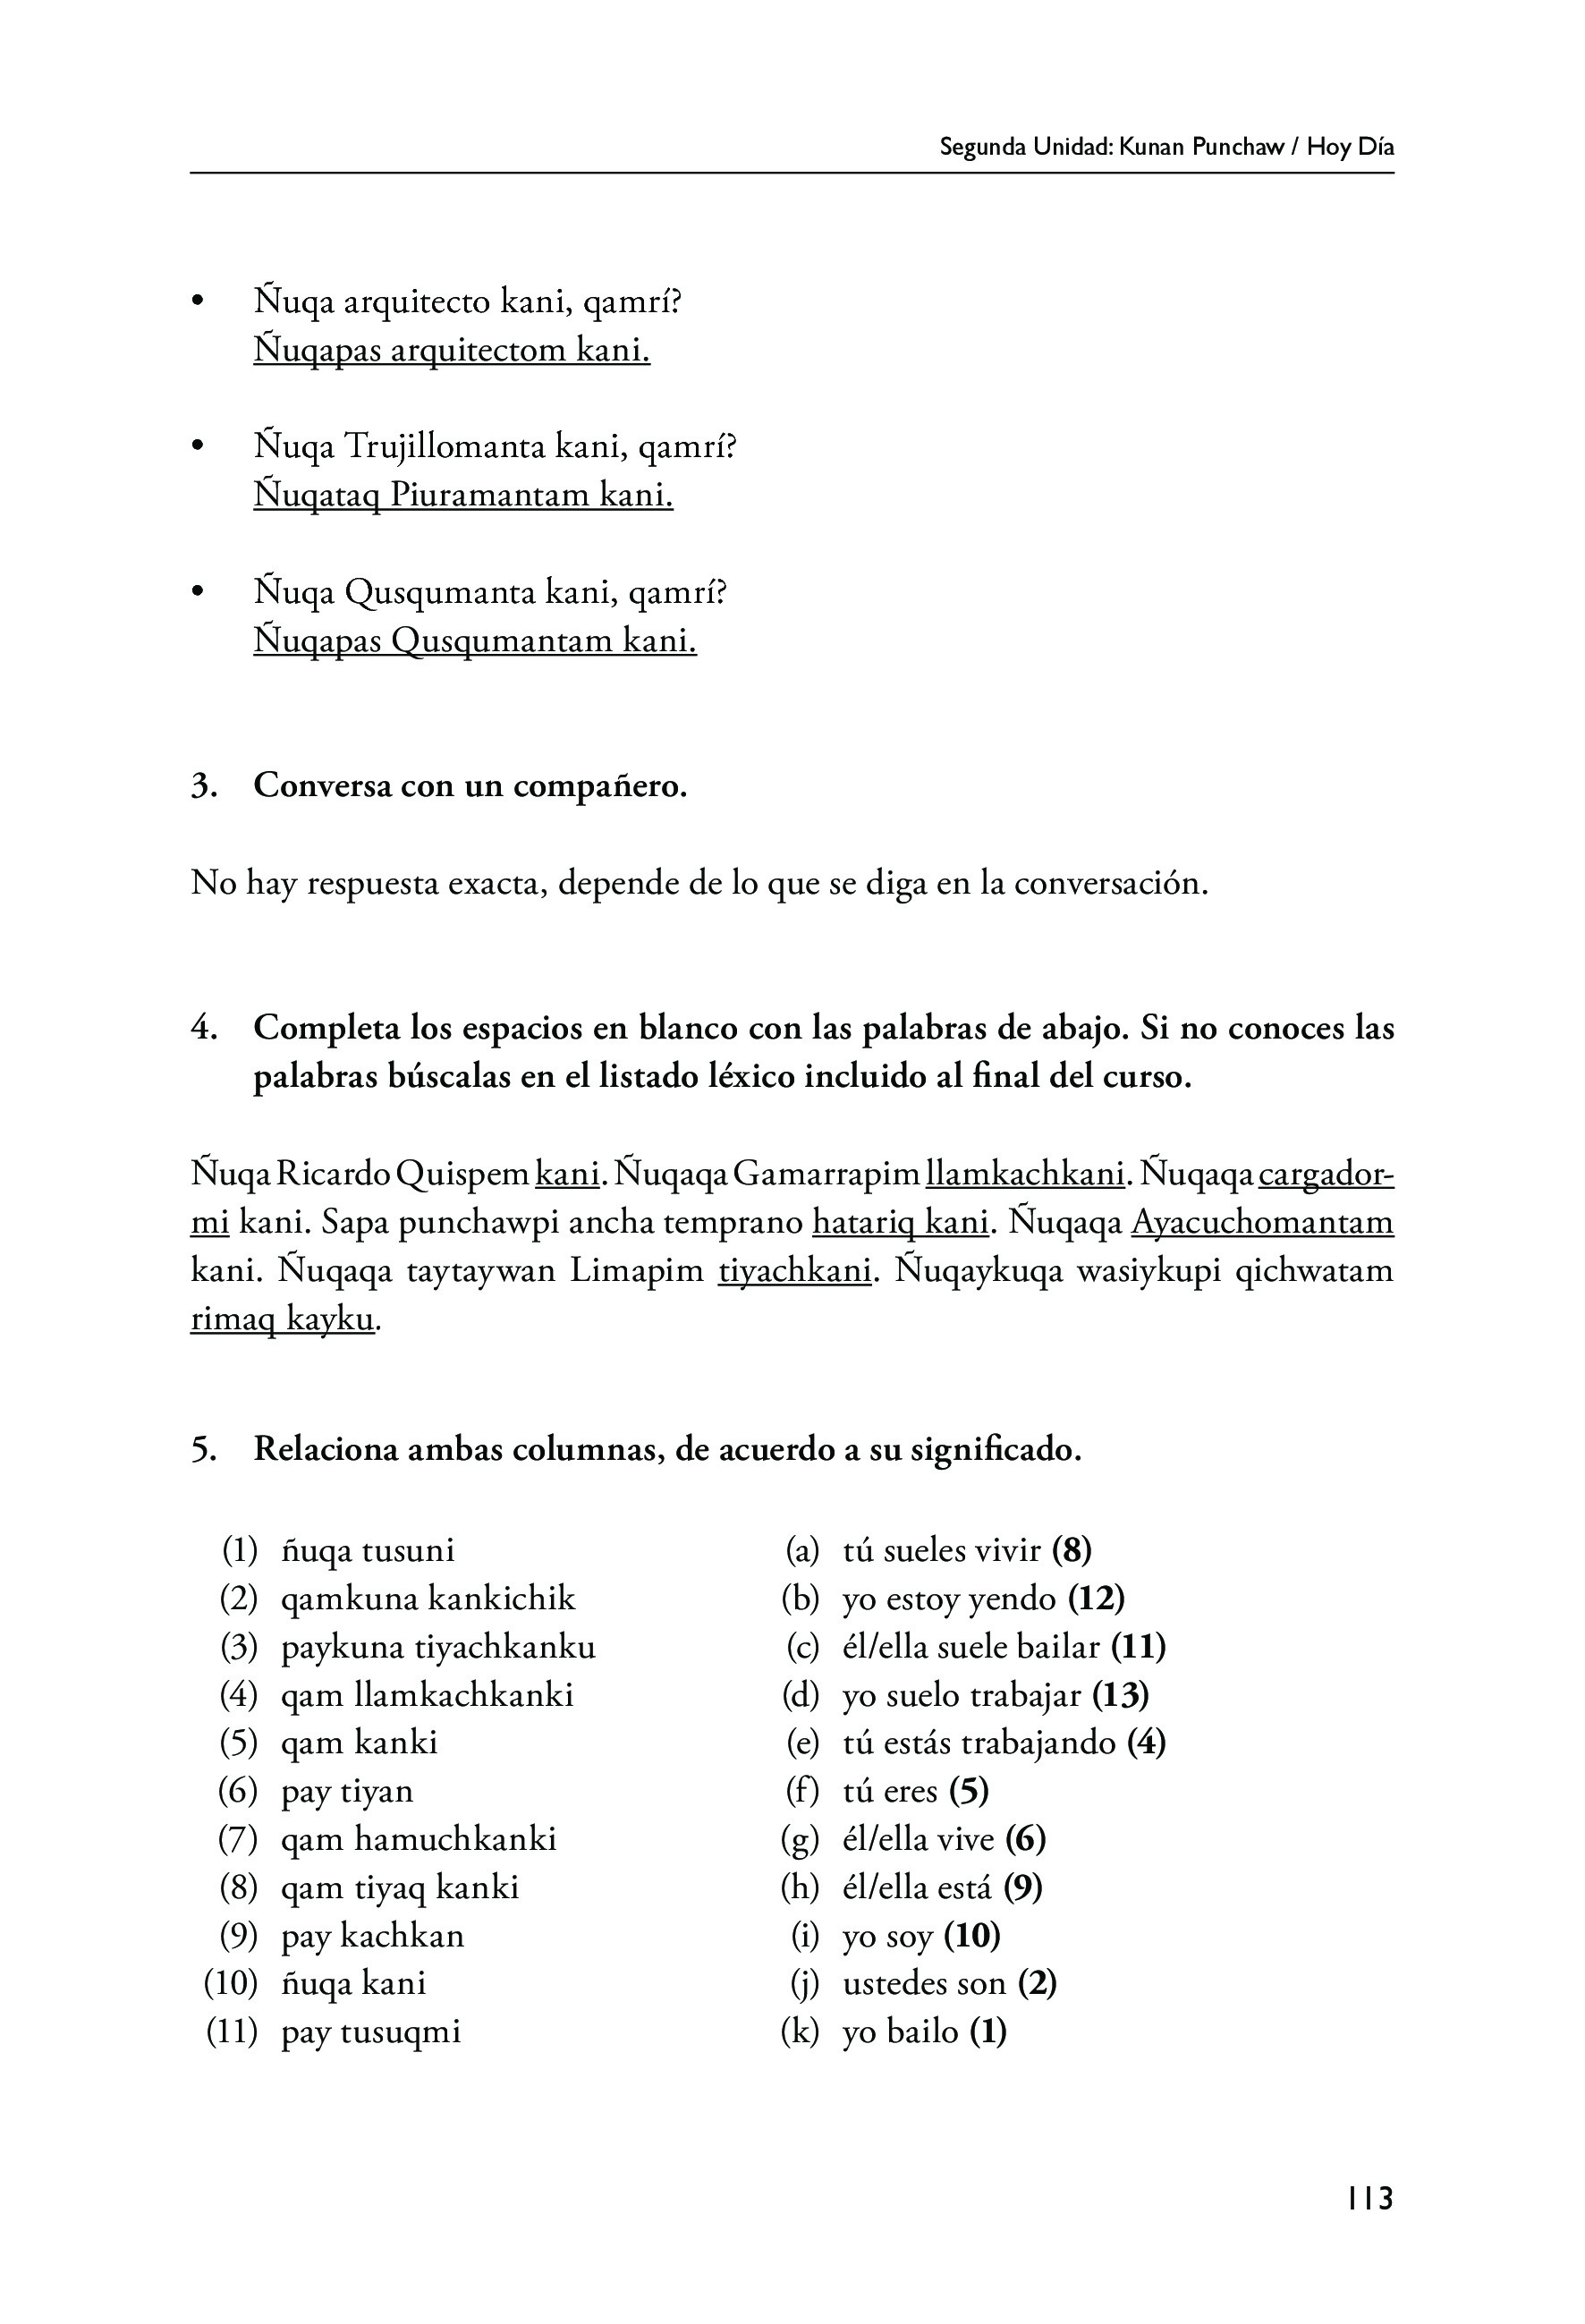 Segunda Unidad: Kunan Punchaw / Hoy Día
• Ñuqa arquitecto kani, qamrí?
Ñuqapas arquitectom kani.
• Ñuqa Trujillomanta kani, qamrí?
Ñuqataq Piuramantam kani.
• Ñuqa Qusqumanta kani, qamrí?
Ñuqapas Qusqumantam kani.
3. Conversa con un compañero.
No hay respuesta exacta, depende de lo que se diga en la conversación.
4. Completa los espacios en blanco con las palabras de abajo. Si no conoces las
palabras búscalas en el listado léxico incluido al final del curso.
Ñuqa Ricardo Quispem kani. Ñuqaqa Gamarrapim llamkachkani. Ñuqaqa cargador-
mi kani. Sapa punchawpi ancha temprano hatariq kani. Ñuqaqa Ayacuchomantam
kani. Ñuqaqa taytaywan Limapim tiyachkani. Ñuqaykuqa wasiykupi qichwatam
rimaq kayku.
5. Relaciona ambas columnas, de acuerdo a su significado.
(1) ñuqa tusuni
(2) qamkuna kankichik
(3) paykuna tiyachkanku
(4) qam llamkachkanki
(5) qam kanki
(6) pay tiyan
(7) qam hamuchkanki
(8) qam tiyaq kanki
(9) pay kachkan
(10) ñuqa kani
(11) pay tusuqmi
(a) tú sueles vivir (8)
(b) yo estoy yendo (12)
(c) él/ella suele bailar (11)
(d) yo suelo trabajar (13)
(e) tú estás trabajando (4)
(f) tú eres (5)
(g) él/ella vive (6)
(h) él/ella está (9)
(i) yo soy (10)
(j) ustedes son (2)
(k) yo bailo (1)
113